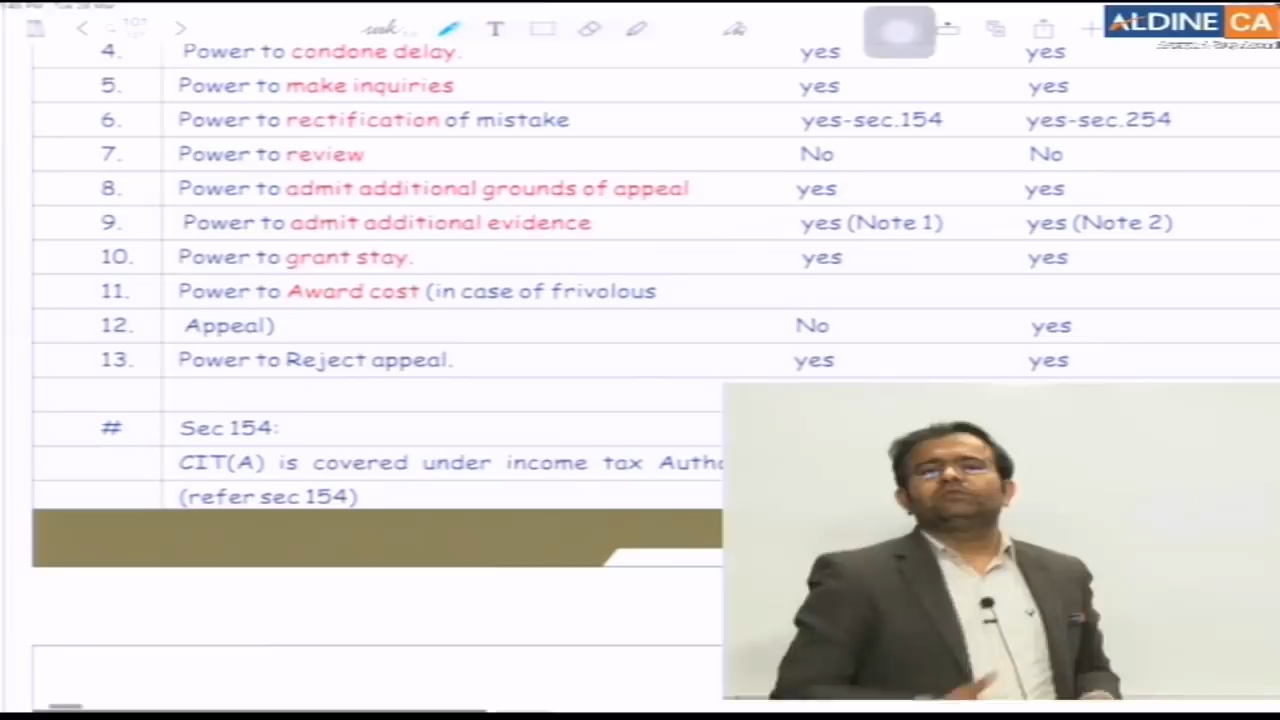 101
T
ALDINE CA
4. Power to condone delay. yes yes
5. Power to make inquiries yes yes
6. Power to rectification of mistake yes-sec.154 yes-sec.254
7. Power to review No No
8. Power to admit additional grounds of appeal yes yes
9. Power to admit additional evidence yes (Note 1) yes (Note 2)
10. Power to grant stay. yes yes
11. Power to Award cost (in case of frivolous
12. Appeal) No yes
13. Power to Reject appeal. yes yes
# Sec 154:
CIT(A) is covered under income tax
(refer sec 154)